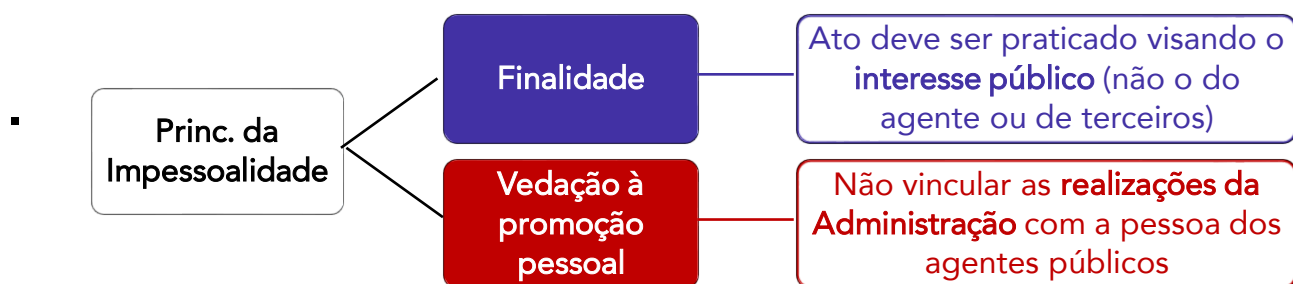 Princ. da
Impessoalidade
Finalidade
Ato deve ser praticado visando o
interesse público (não o do
agente ou de terceiros)
Vedação à
promoção
pessoal
Não vincular as realizações da
Administração com a pessoa dos
agentes públicos